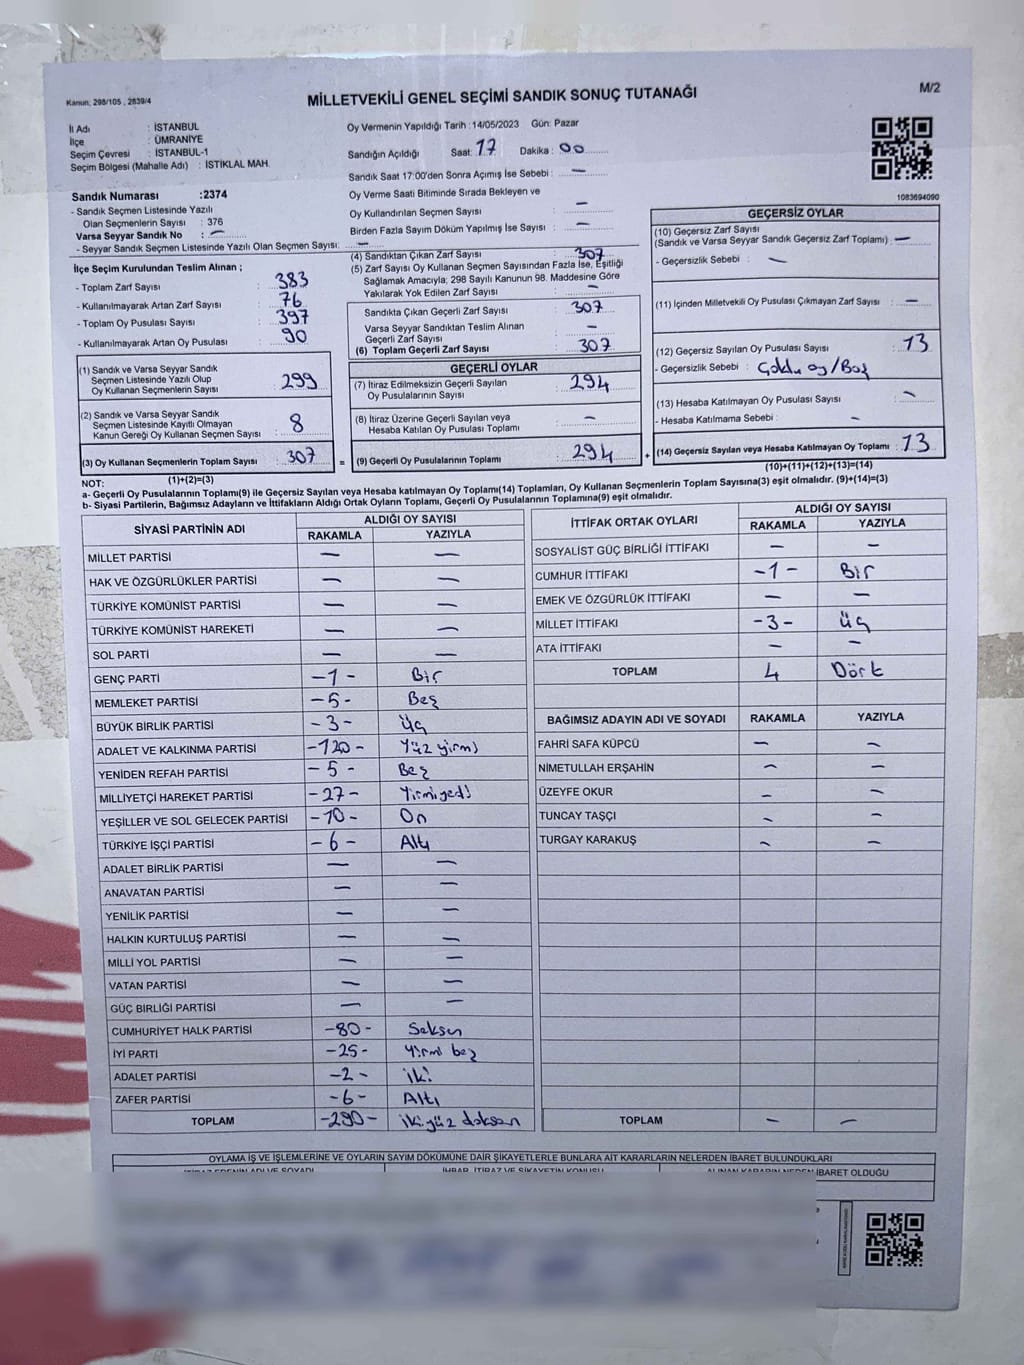 Kanun, 298/105 , 2839/4
MİLLETVEKİLİ GENEL SEÇİMİ SANDIK SONUÇ TUTANAĞI
M/2
İl Adı : İSTANBUL
İlçe : ÜMRANİYE
Seçim Çevresi : İSTANBUL-1
Seçim Bölgesi (Mahalle Adı) : İSTİKLAL MAH.
Sandık Numarası :2374
- Sandık Seçmen Listesinde Yazılı
Olan Seçmenlerin Sayısı : 376
Varsa Seyyar Sandık No : —
- Seyyar Sandık Seçmen Listesinde Yazılı Olan Seçmen Sayısı: —
Oy Vermenin Yapıldığı Tarih :14/05/2023 Gün: Pazar
Sandığın Açıldığı Saat: 17 Dakika : 00
Sandık Saat 17:00'den Sonra Açımış İse Sebebi : —
Oy Verme Saati Bitiminde Sırada Bekleyen ve
Oy Kullandırılan Seçmen Sayısı : —
Birden Fazla Sayım Döküm Yapılmış İse Sayısı : —
1083694090
İlçe Seçim Kurulundan Teslim Alınan ;
- Toplam Zarf Sayısı : 383
- Kullanılmayarak Artan Zarf Sayısı : 76
- Toplam Oy Pusulası Sayısı : 397
- Kullanılmayarak Artan Oy Pusulası : 90
(1) Sandık ve Varsa Seyyar Sandık
Seçmen Listesinde Yazılı Olup
Oy Kullanan Seçmenlerin Sayısı : 299
(2) Sandık ve Varsa Seyyar Sandık
Seçmen Listesinde Kayıtlı Olmayan
Kanun Gereği Oy Kullanan Seçmen Sayısı : 8
(3) Oy Kullanan Seçmenlerin Toplam Sayısı : 307
(1)+(2)=(3)
(4) Sandıktan Çıkan Zarf Sayısı : 307
(5) Zarf Sayısı Oy Kullanan Seçmen Sayısından Fazla İse, Eşitliği
Sağlamak Amacıyla; 298 Sayılı Kanunun 98. Maddesine Göre
Yakılarak Yok Edilen Zarf Sayısı : —
Sandıkta Çıkan Geçerli Zarf Sayısı : 307
Varsa Seyyar Sandıktan Teslim Alınan
Geçerli Zarf Sayısı : —
(6) Toplam Geçerli Zarf Sayısı : 307
GEÇERLİ OYLAR
(7) İtiraz Edilmeksizin Geçerli Sayılan
Oy Pusulalarının Sayısı : 294
(8) İtiraz Üzerine Geçerli Sayılan veya
Hesaba Katılan Oy Pusulası Toplamı : —
= (9) Geçerli Oy Pusulalarının Toplamı : 294 +
GEÇERSİZ OYLAR
(10) Geçersiz Zarf Sayısı
(Sandık ve Varsa Seyyar Sandık Geçersiz Zarf Toplamı) : —
- Geçersizlik Sebebi : —
(11) İçinden Milletvekili Oy Pusulası Çıkmayan Zarf Sayısı : —
(12) Geçersiz Sayılan Oy Pusulası Sayısı : 13
- Geçersizlik Sebebi : Çoklu oy/Boş
(13) Hesaba Katılmayan Oy Pusulası Sayısı : —
- Hesaba Katılmama Sebebi : —
(14) Geçersiz Sayılan veya Hesaba Katılmayan Oy Toplamı : 13
(10)+(11)+(12)+(13)=(14)
NOT:
a- Geçerli Oy Pusulalarının Toplamı(9) ile Geçersiz Sayılan veya Hesaba katılmayan Oy Toplamı(14) Toplamları, Oy Kullanan Seçmenlerin Toplam Sayısına(3) eşit olmalıdır. (9)+(14)=(3)
b- Siyasi Partilerin, Bağımsız Adayların ve İttifakların Aldığı Ortak Oyların Toplamı, Geçerli Oy Pusulalarının Toplamına(9) eşit olmalıdır.
SİYASİ PARTİNİN ADI ALDIĞI OY SAYISI
RAKAMLA YAZIYLA
MİLLET PARTİSİ — —
HAK VE ÖZGÜRLÜKLER PARTİSİ — —
TÜRKİYE KOMÜNİST PARTİSİ — —
TÜRKİYE KOMÜNİST HAREKETİ — —
SOL PARTİ — —
GENÇ PARTİ -1- Bir
MEMLEKET PARTİSİ -5- Beş
BÜYÜK BİRLİK PARTİSİ -3- Üç
ADALET VE KALKINMA PARTİSİ -120- Yüz yirmi
YENİDEN REFAH PARTİSİ -5- Beş
MİLLİYETÇİ HAREKET PARTİSİ -27- Yirmiyedi
YEŞİLLER VE SOL GELECEK PARTİSİ -10- On
TÜRKİYE İŞÇİ PARTİSİ -6- Altı
ADALET BİRLİK PARTİSİ — —
ANAVATAN PARTİSİ — —
YENİLİK PARTİSİ — —
HALKIN KURTULUŞ PARTİSİ — —
MİLLİ YOL PARTİSİ — —
VATAN PARTİSİ — —
GÜÇ BİRLİĞİ PARTİSİ — —
CUMHURİYET HALK PARTİSİ -80- Seksen
İYİ PARTİ -25- Yirmi beş
ADALET PARTİSİ -2- İki
ZAFER PARTİSİ -6- Altı
TOPLAM -290- ikiyüz doksan
İTTİFAK ORTAK OYLARI ALDIĞI OY SAYISI
RAKAMLA YAZIYLA
SOSYALİST GÜÇ BİRLİĞİ İTTİFAKI — —
CUMHUR İTTİFAKI -1- Bir
EMEK VE ÖZGÜRLÜK İTTİFAKI — —
MİLLET İTTİFAKI -3- Üç
ATA İTTİFAKI — —
TOPLAM 4 Dört
BAĞIMSIZ ADAYIN ADI VE SOYADI RAKAMLA YAZIYLA
FAHRİ SAFA KÜPCÜ — —
NİMETULLAH ERŞAHİN — —
ÜZEYFE OKUR — —
TUNCAY TAŞÇI — —
TURGAY KARAKUŞ — —
TOPLAM — —
OYLAMA İŞ VE İŞLEMLERİNE VE OYLARIN SAYIM DÖKÜMÜNE DAİR ŞİKAYETLERLE BUNLARA AİT KARARLARIN NELERDEN İBARET BULUNDUKLARI
İTİRAZ EDENİN ADI VE SOYADI İHBAR, İTİRAZ VE ŞİKAYETİN KONUSU ALINAN KARARIN NEDEN İBARET OLDUĞU